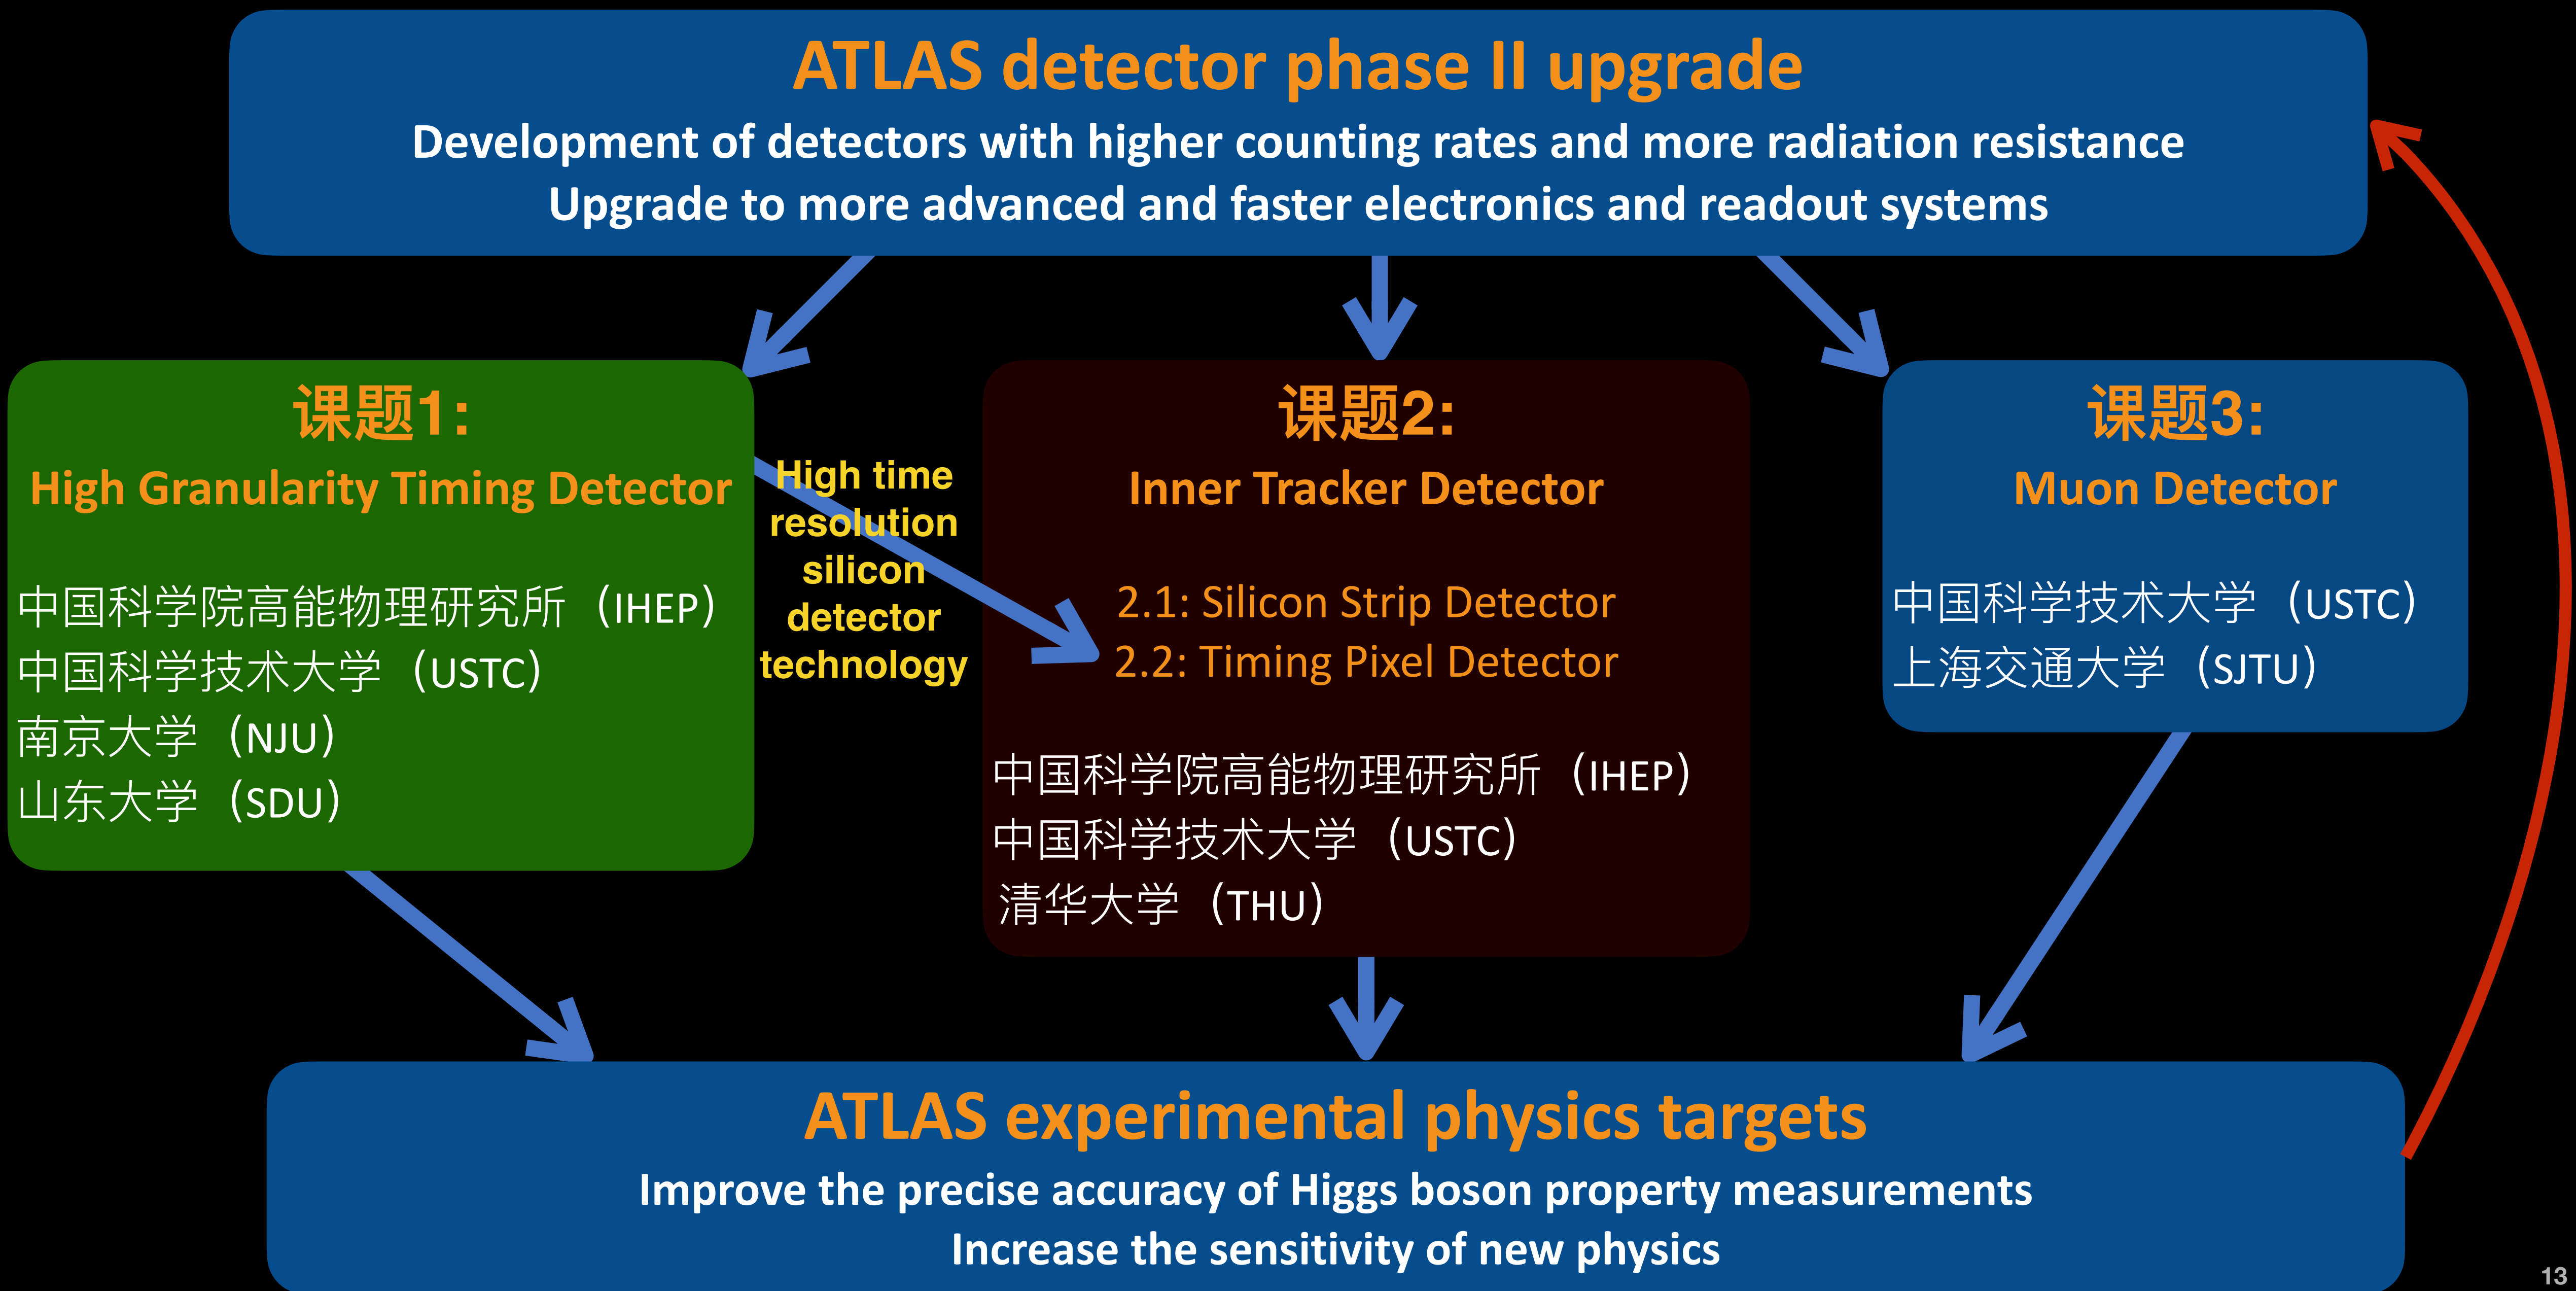 ATLAS detector phase II upgrade
Development of detectors with higher counting rates and more radiation resistance
Upgrade to more advanced and faster electronics and readout systems
课题1:
High Granularity Timing Detector
中国科学院高能物理研究所（IHEP）
中国科学技术大学（USTC）
南京大学（NJU）
山东大学（SDU）
High time
resolution
silicon
detector
technology
课题2:
Inner Tracker Detector
2.1: Silicon Strip Detector
2.2: Timing Pixel Detector
中国科学院高能物理研究所（IHEP）
中国科学技术大学（USTC）
清华大学（THU）
课题3:
Muon Detector
中国科学技术大学（USTC）
上海交通大学（SJTU）
ATLAS experimental physics targets
Improve the precise accuracy of Higgs boson property measurements
Increase the sensitivity of new physics
13